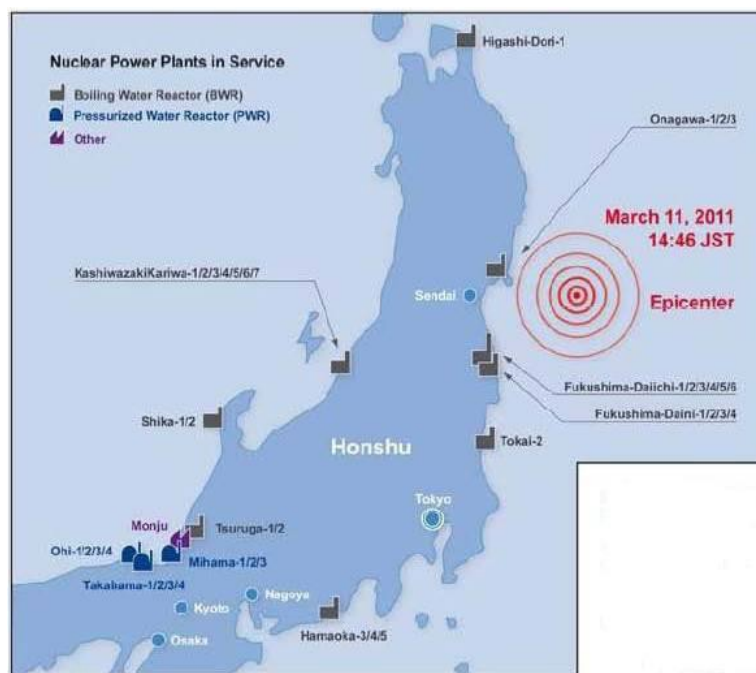 Nuclear Power Plants in Service
Boiling Water Reactor (BWR)
Pressurized Water Reactor (PWR)
Other
Higashi-Dori-1
Onagawa-1/2/3
March 11, 2011
14:46 JST
Epicenter
KashiwazakiKariwa-1/2/3/4/5/6/7
Sendai
Fukushima-Daiichi-1/2/3/4/5/6
Fukushima-Daini-1/2/3/4
Shika-1/2
Honshu
Tokai-2
Tokyo
Monju
Tsuruga-1/2
Ohi-1/2/3/4
Mihama-1/2/3
Takahama-1/2/3/4
Nagoya
Kyoto
Hamaoka-3/4/5
Osaka